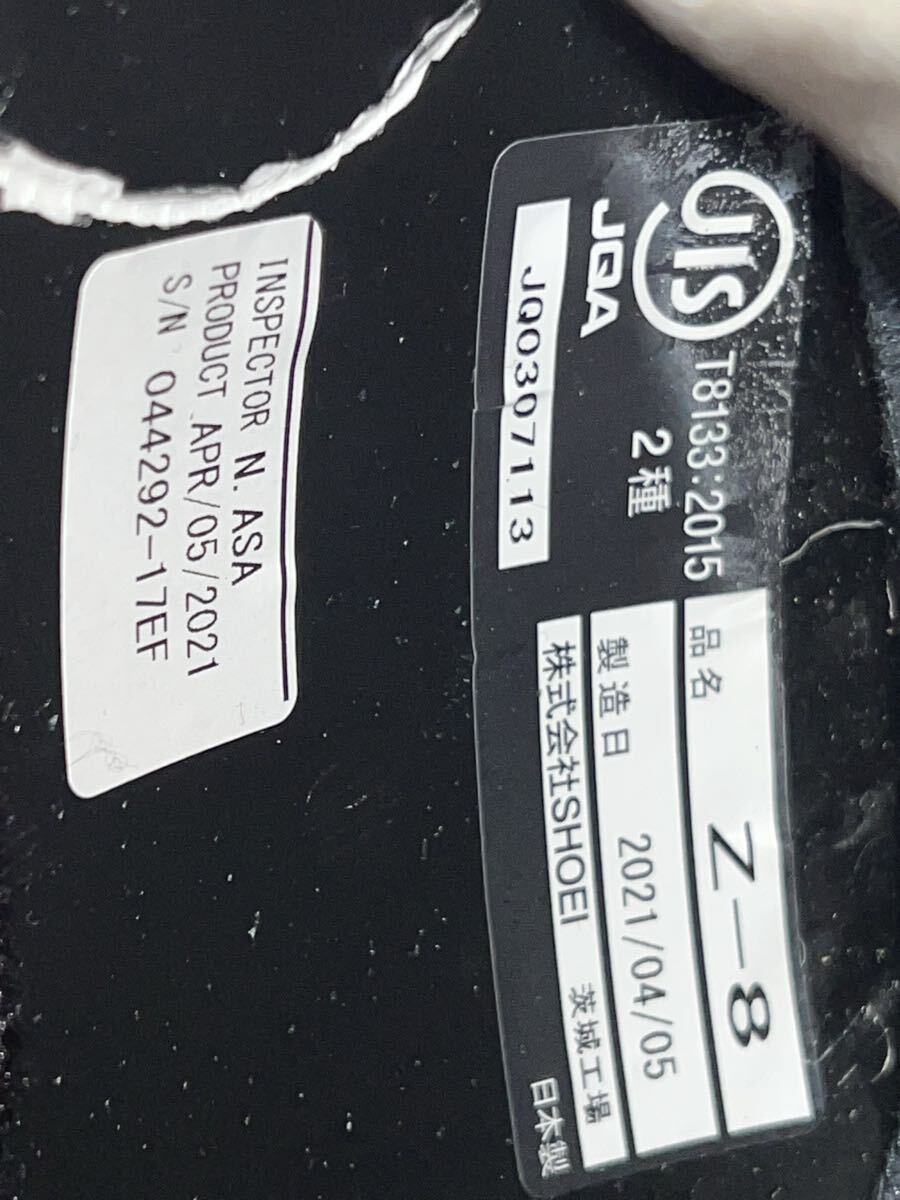 JIS
T8133:2015
JQA
2種
JQ0307113
品名
Z-8
製造日
2021/04/05
株式会社SHOEI 茨城工場
日本製
INSPECTOR N. ASA
PRODUCT APR/05/2021
S/N 044292-17EF